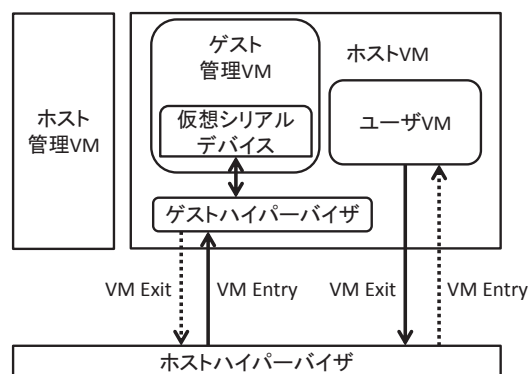 ホスト
管理VM
ゲスト
管理VM
仮想シリアル
デバイス
ホストVM
ユーザVM
ゲストハイパーバイザ
VM Exit
VM Entry
VM Exit
VM Entry
ホストハイパーバイザ